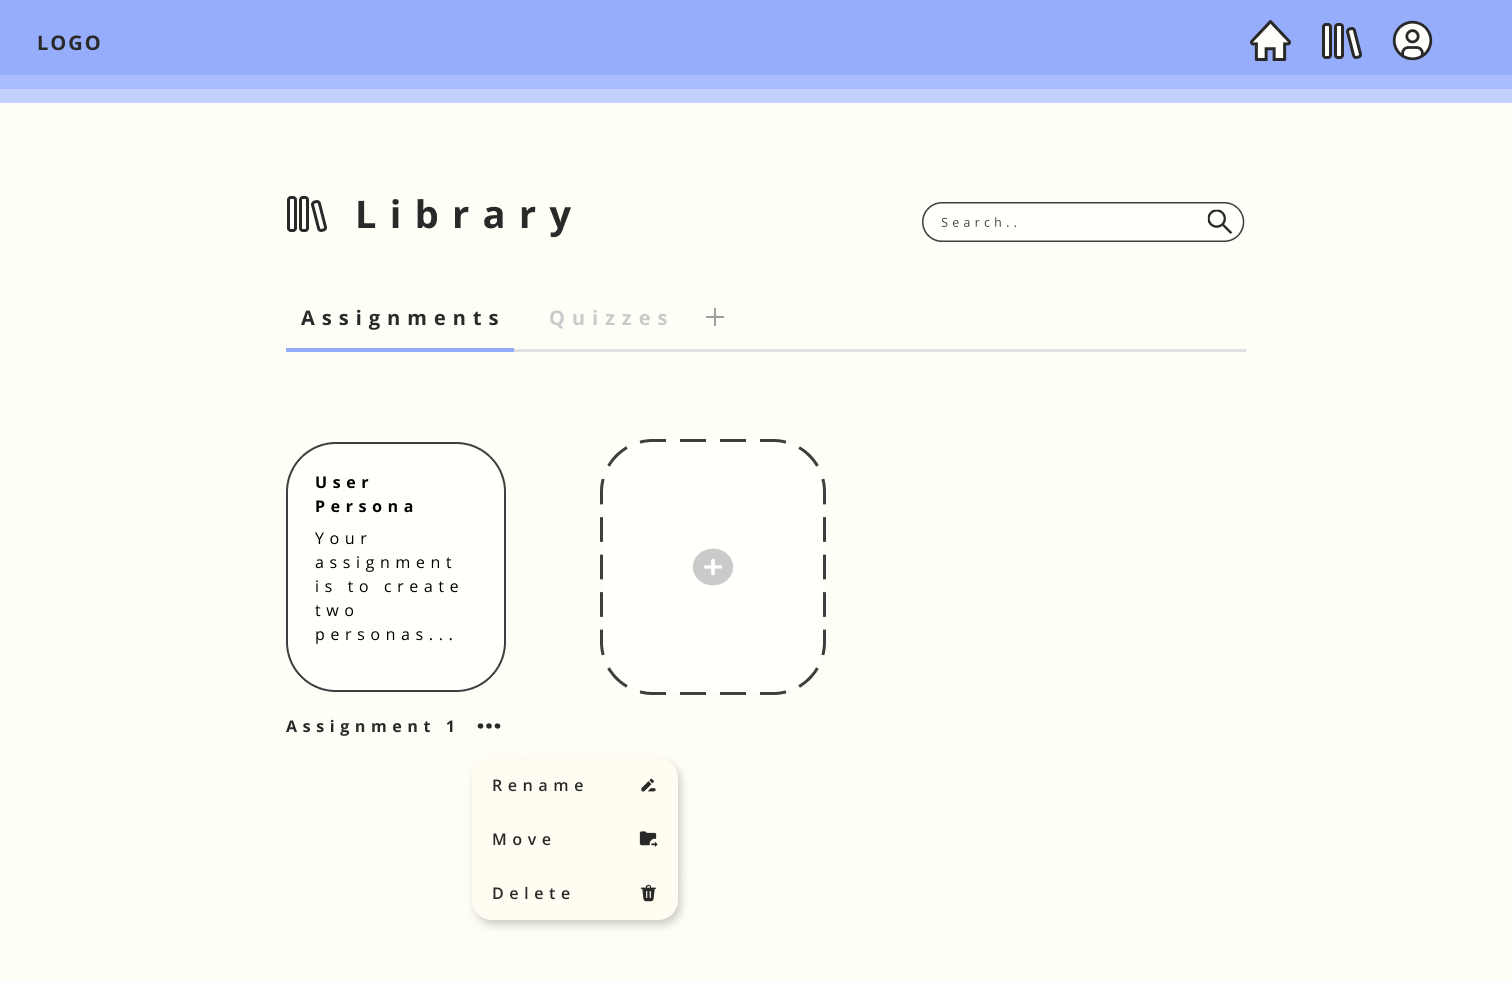 LOGO
Library
Search..
Assignments
Quizzes
User
Persona
Your
assignment
is to create
two
personas...
Assignment 1
Rename
Move
Delete